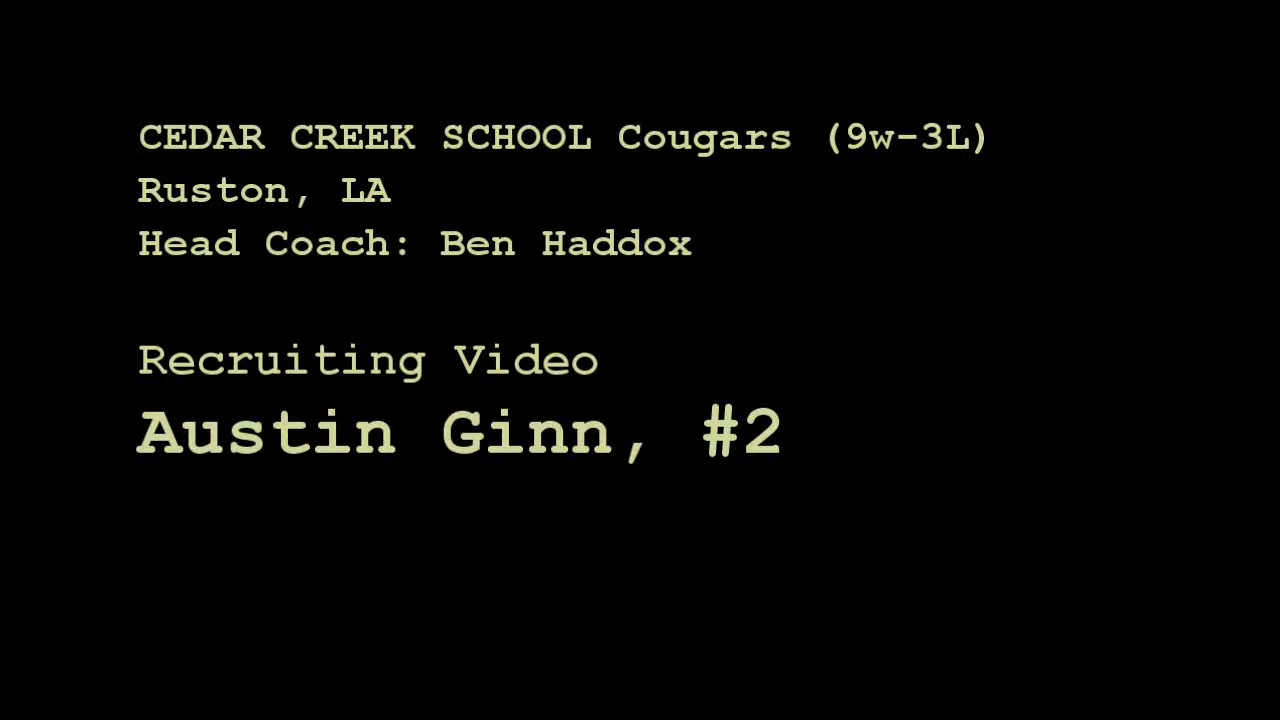 CEDAR CREEK SCHOOL Cougars (9w-3L)
Ruston, LA
Head Coach: Ben Haddox
Recruiting Video
Austin Ginn, #2